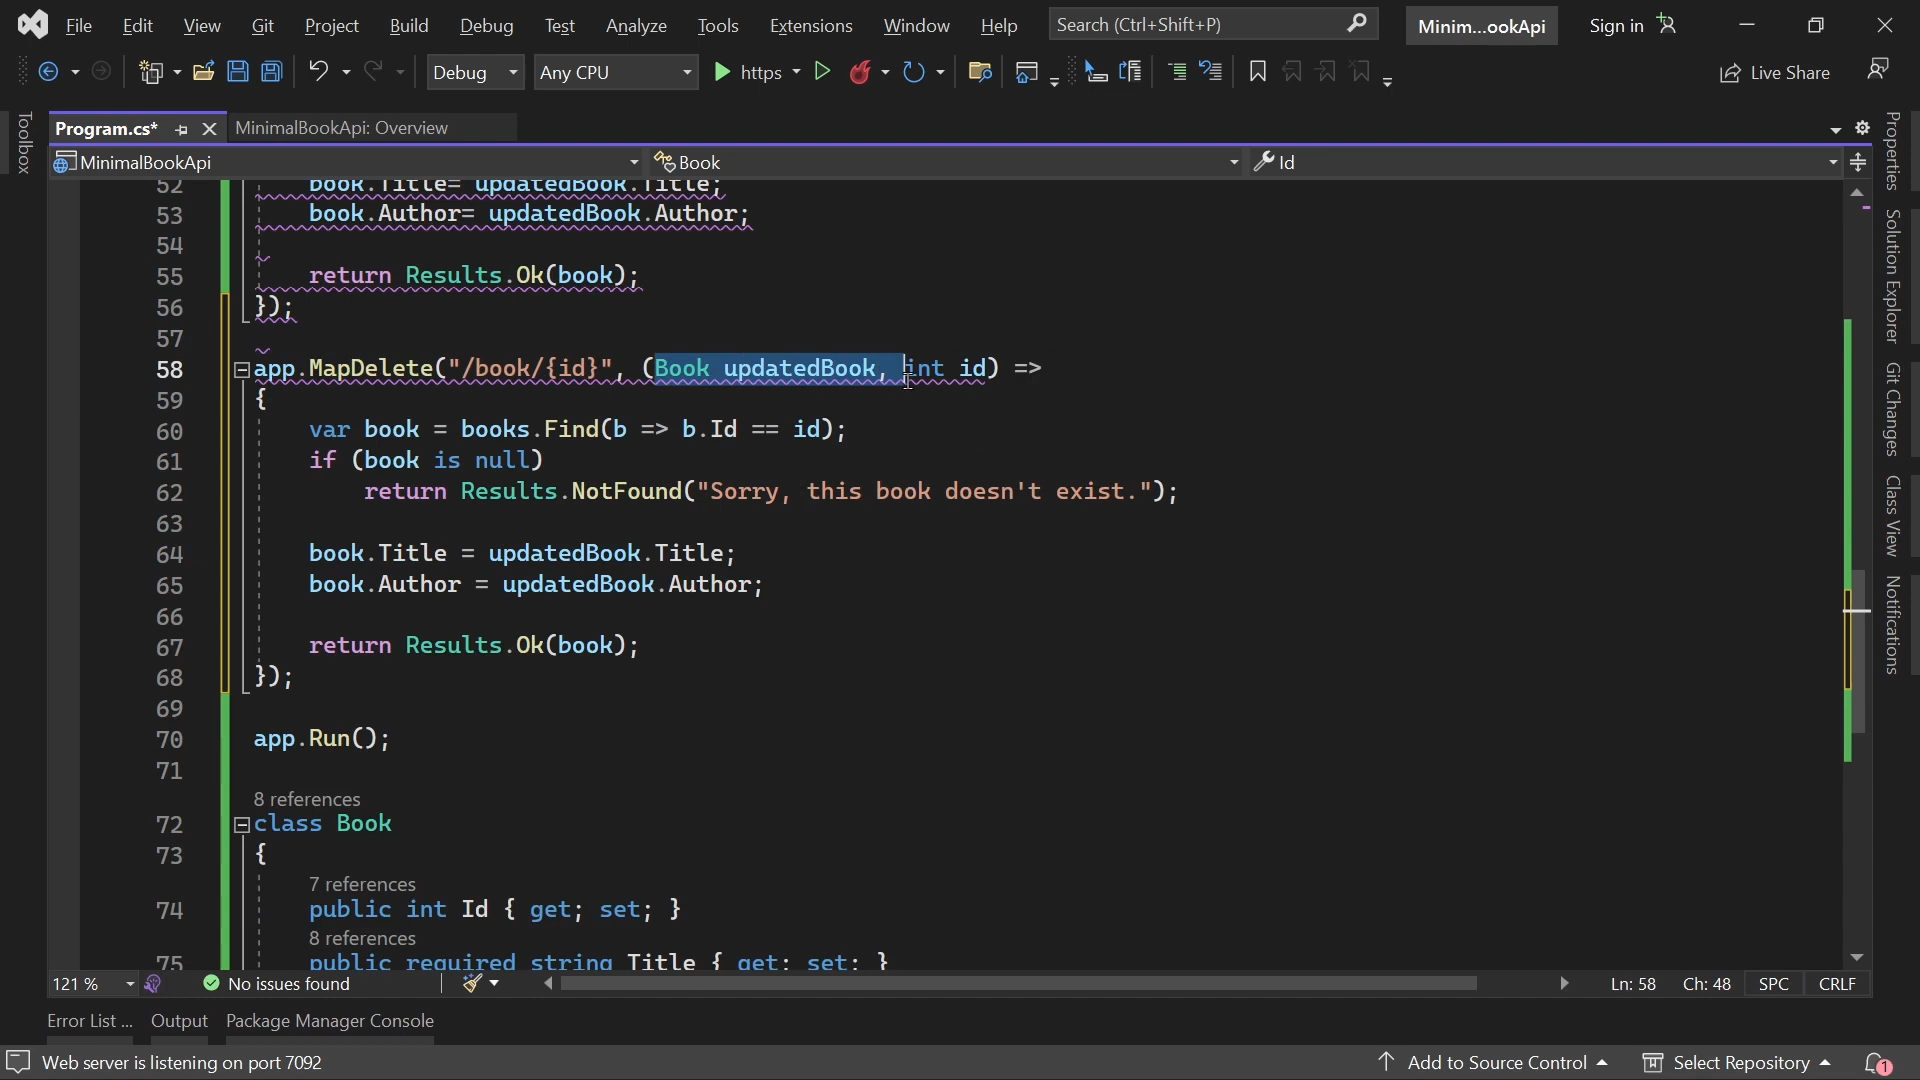 File Edit View Git Project Build Debug Test Analyze Tools Extensions Window Help Search (Ctrl+Shift+P) Minim...ookApi Sign in
Debug Any CPU https Live Share
Toolbox
Program.cs* MinimalBookApi: Overview
MinimalBookApi Book Id
52 book.Title= updatedBook.Title;
53 book.Author= updatedBook.Author;
54
55 return Results.Ok(book);
56 });
57
58 app.MapDelete("/book/{id}", (Book updatedBook, int id) =>
59 {
60 var book = books.Find(b => b.Id == id);
61 if (book is null)
62 return Results.NotFound("Sorry, this book doesn't exist.");
63
64 book.Title = updatedBook.Title;
65 book.Author = updatedBook.Author;
66
67 return Results.Ok(book);
68 });
69
70 app.Run();
71
8 references
72 class Book
73 {
7 references
74 public int Id { get; set; }
8 references
75 public required string Title { get; set; }
Properties
Solution Explorer
Git Changes
Class View
Notifications
121 % No issues found Ln: 58 Ch: 48 SPC CRLF
Error List ... Output Package Manager Console
Web server is listening on port 7092 Add to Source Control Select Repository 1